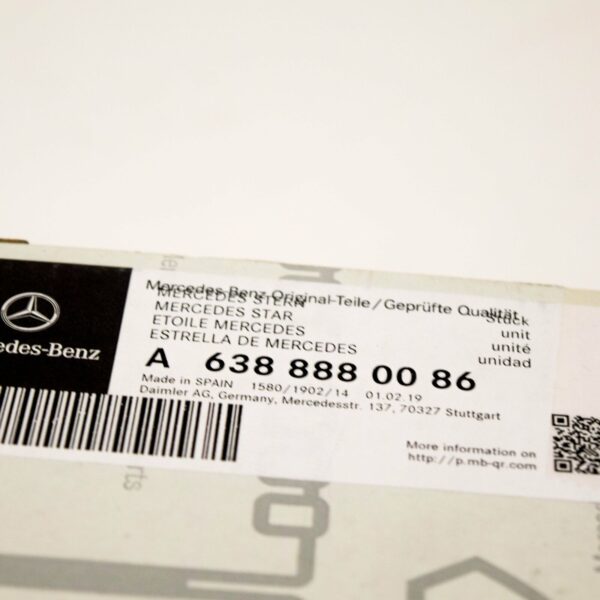 Mercedes Benz Original-Teile/Geprüfte Qualität
MERCEDES STERN Stück
MERCEDES STAR unit
ETOILE MERCEDES unité
ESTRELLA DE MERCEDES unidad
edes-Benz
A 638 888 00 86
Made in SPAIN 1580/1902/14 01.02.19
Daimler AG, Germany, Mercedesstr. 137, 70327 Stuttgart
More information on
http://p.mb-qr.com